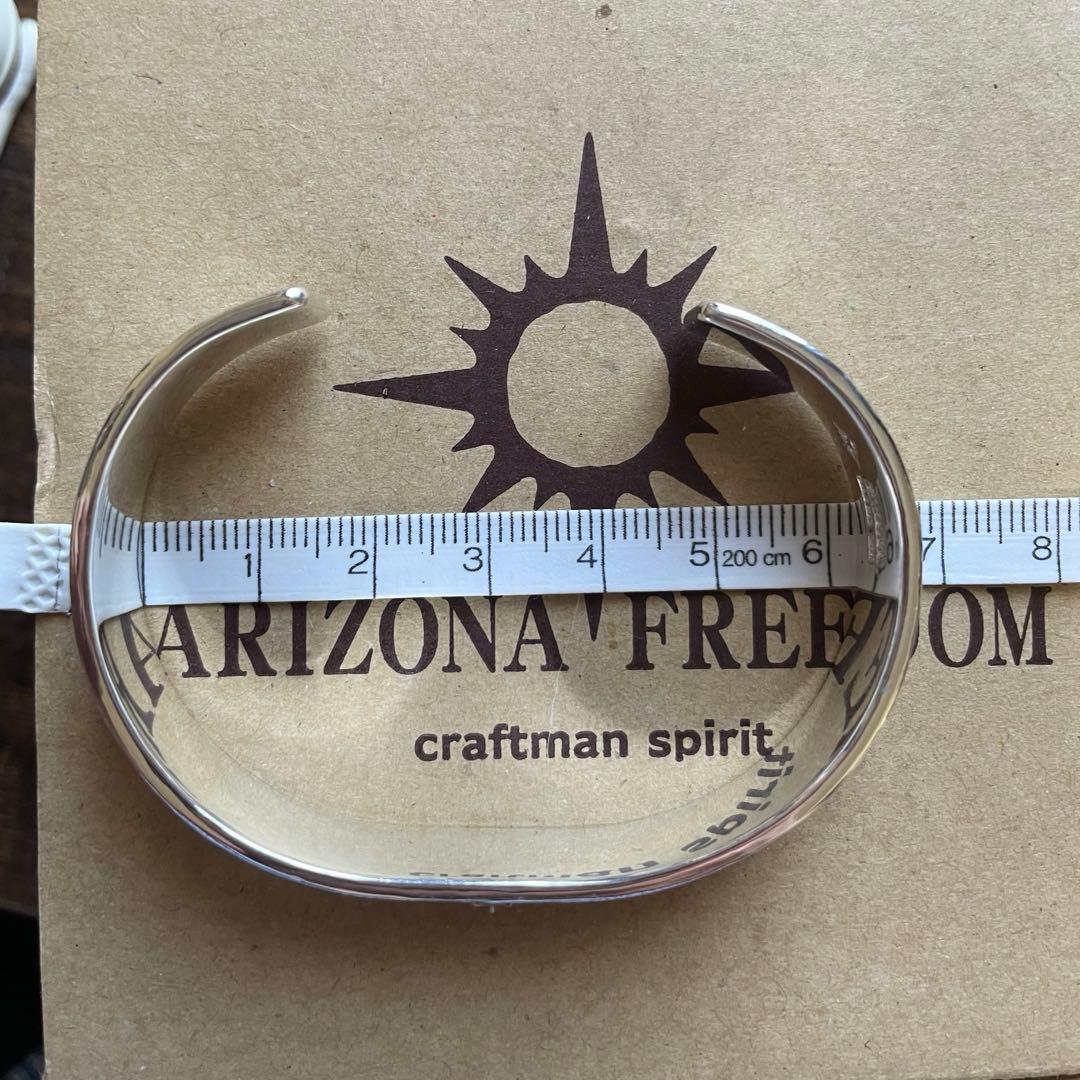 1 2 3 4 5 200 cm 6 7 8
ARIZONA FREEDOM
craftman spirit